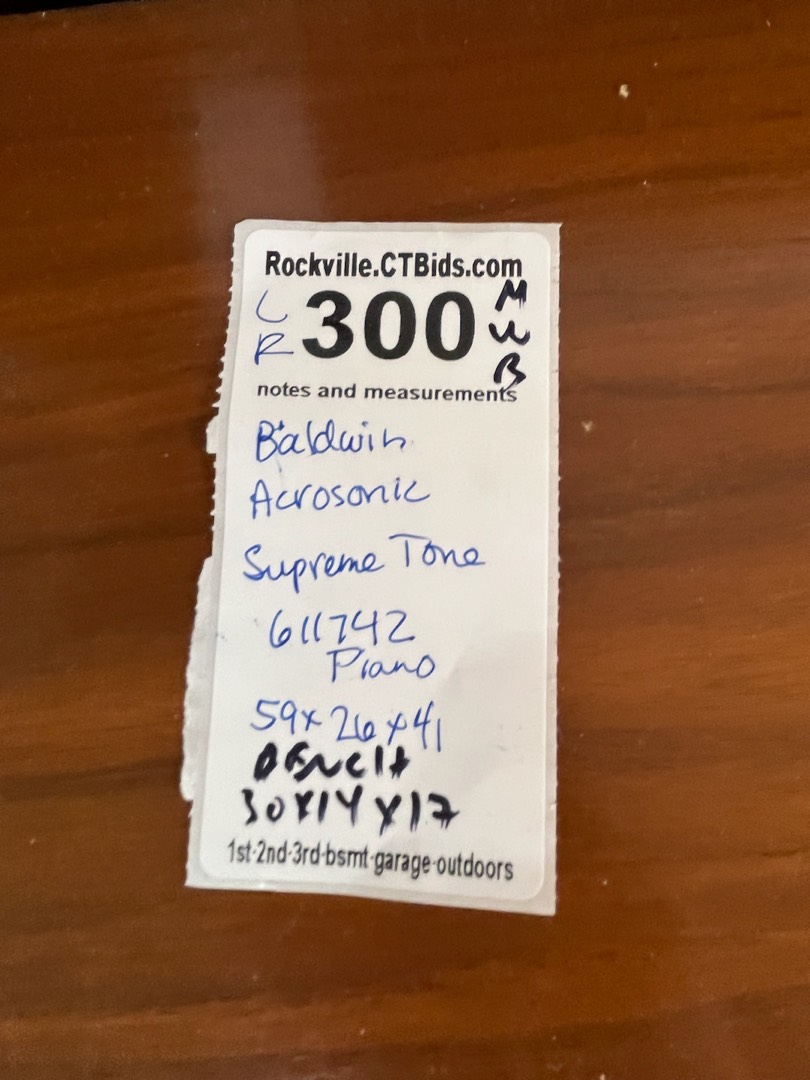 Rockville.CTBids.com
LR 300 MWB
notes and measurements
Baldwin
Acrosonic
Supreme Tone
611742
Piano
59x26x41
BENCH
30X14X17
1st-2nd-3rd-bsmt-garage-outdoors